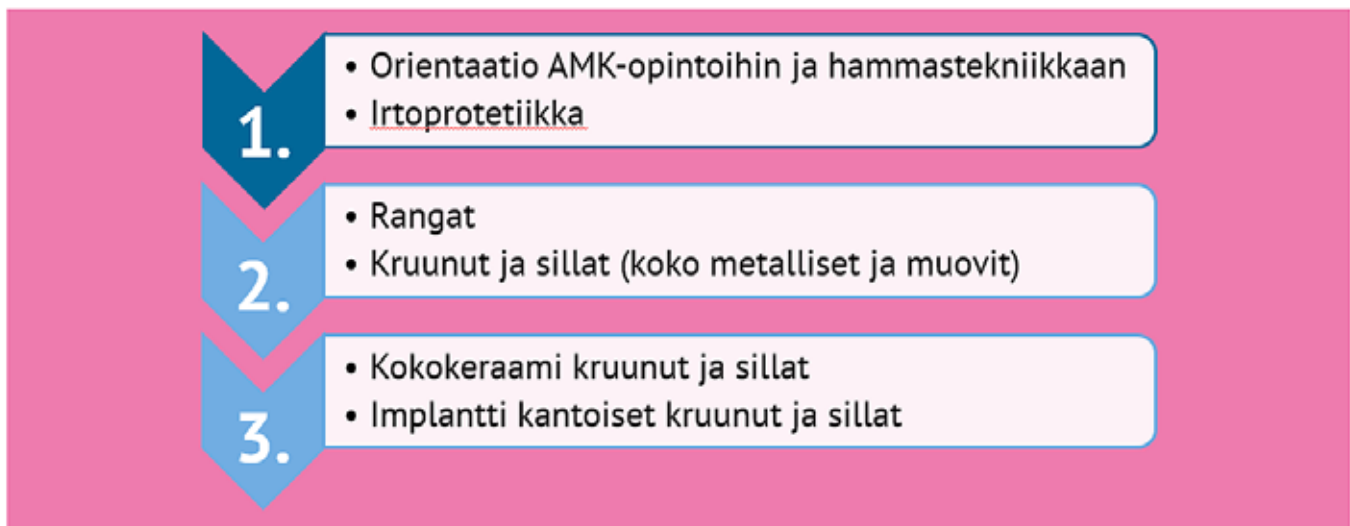 1.
• Orientaatio AMK-opintoihin ja hammastekniikkaan
• Irtoprotetiikka
2.
• Rangat
• Kruunut ja sillat (koko metalliset ja muovit)
3.
• Kokokeraami kruunut ja sillat
• Implantti kantoiset kruunut ja sillat